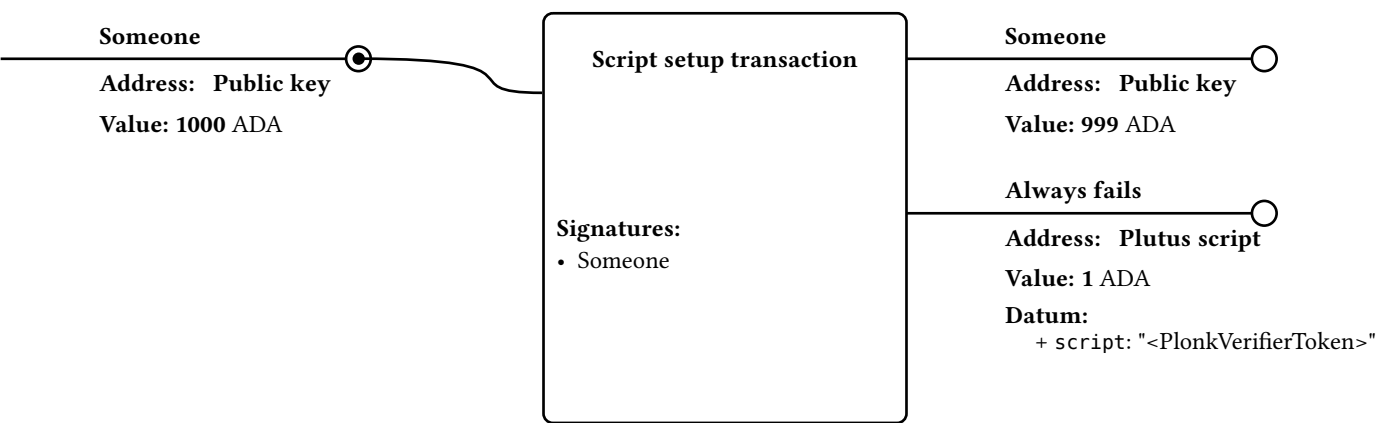 Someone
Address: Public key
Value: 1000 ADA
Script setup transaction
Signatures:
• Someone
Someone
Address: Public key
Value: 999 ADA
Always fails
Address: Plutus script
Value: 1 ADA
Datum:
+ script: "<PlonkVerifierToken>"